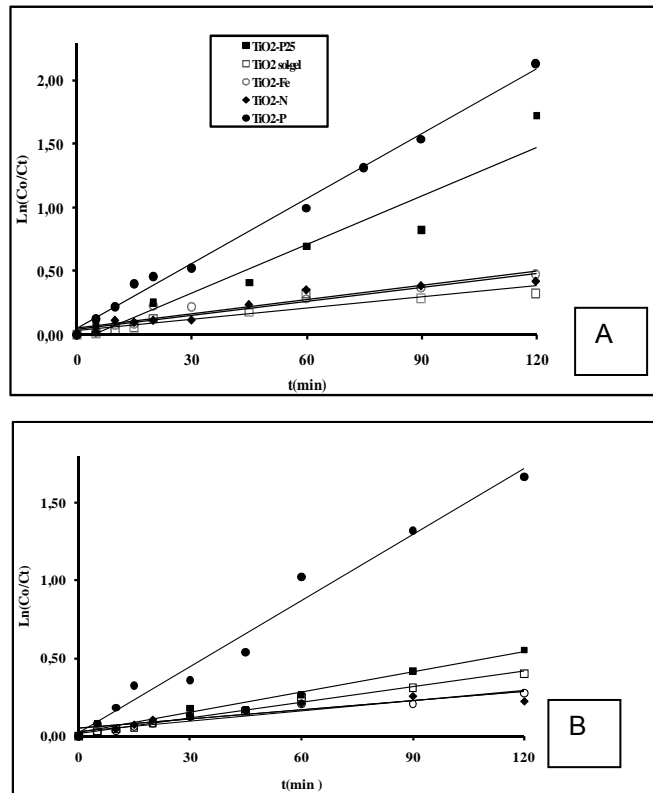 TiO2-P25
TiO2 sol-gel
TiO2-Fe
TiO2-N
TiO2-P
2,00
1,50
1,00
0,50
0,00
Ln(Co/Ct)
0 30 60 90 120
t(min)
A
1,50
1,00
0,50
0,00
Ln(Co/Ct)
0 30 60 90 120
t(min )
B